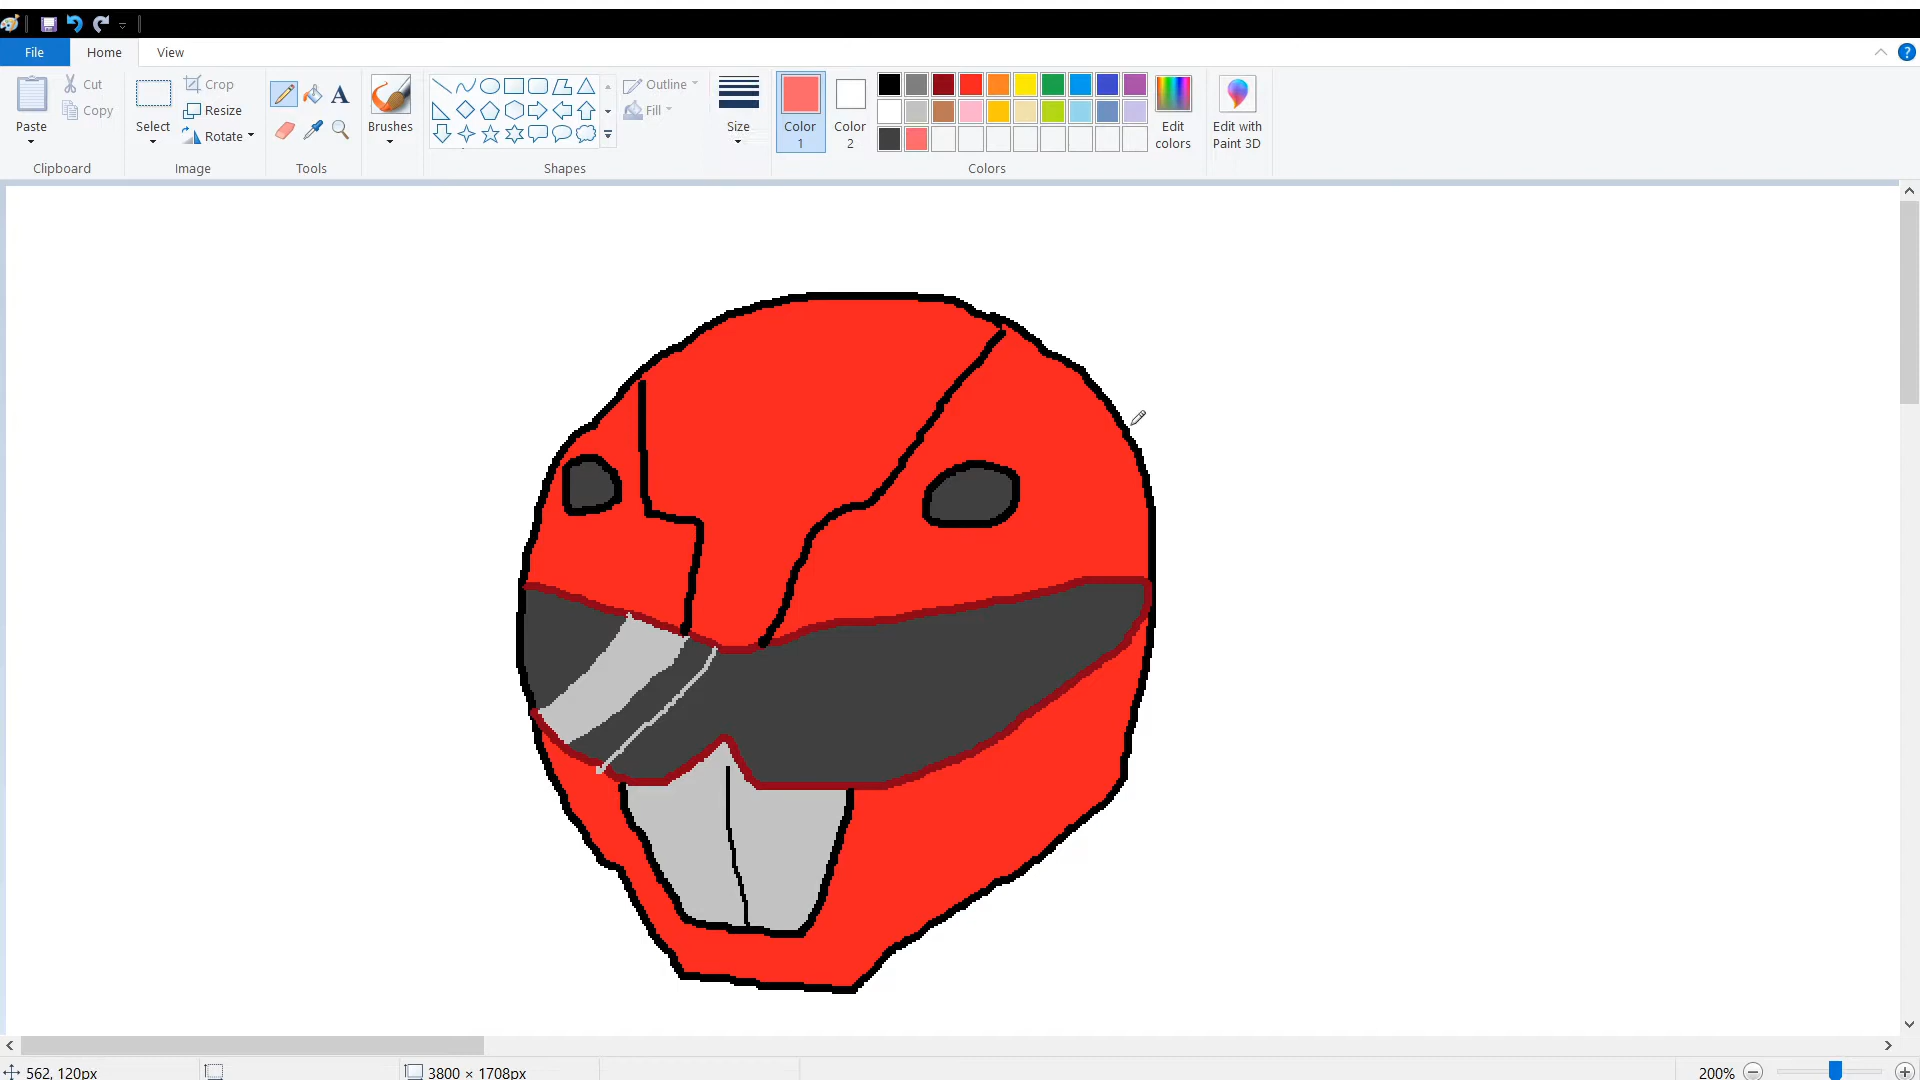 File Home View
Paste
Cut
Copy
Clipboard
Select
Crop
Resize
Rotate
Image
A
Tools
Brushes
Shapes
Outline
Fill
Size
Color 1
Color 2
Edit colors
Colors
Edit with Paint 3D
?
562, 120px
3800 × 1708px
200%